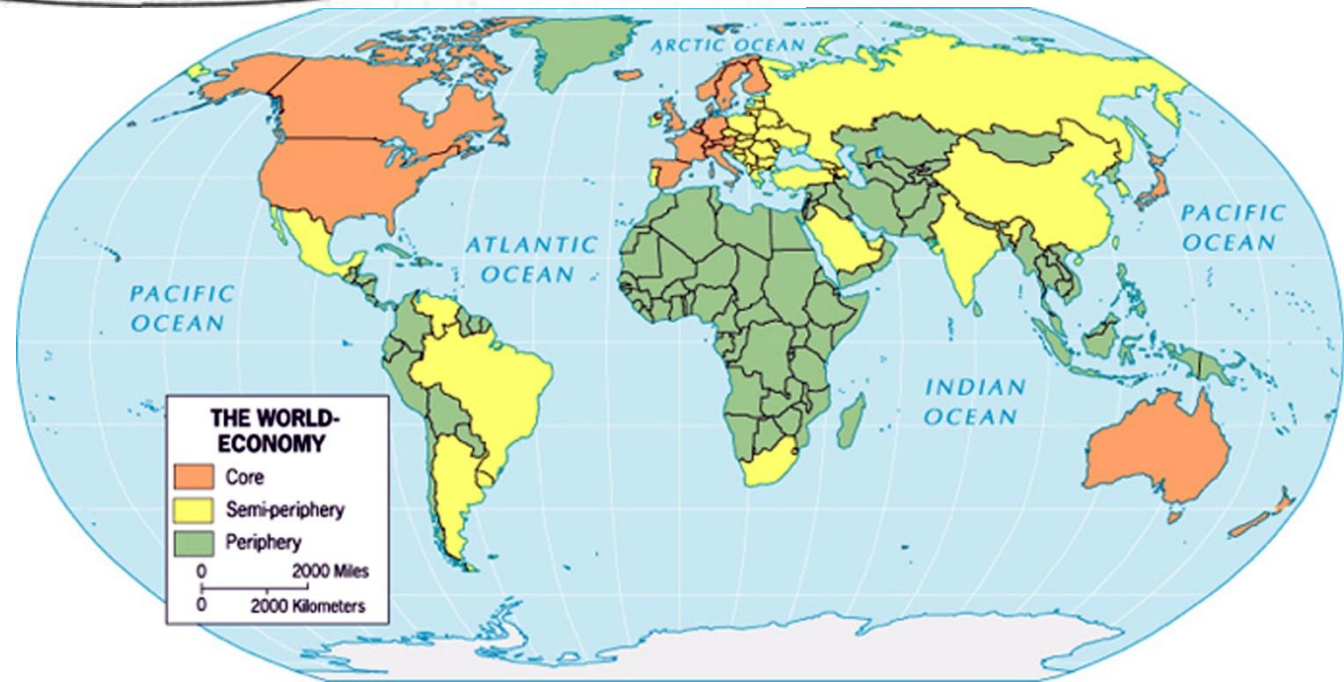 ARCTIC OCEAN
PACIFIC
OCEAN
ATLANTIC
OCEAN
PACIFIC
OCEAN
INDIAN
OCEAN
THE WORLD-
ECONOMY
Core
Semi-periphery
Periphery
0 2000 Miles
0 2000 Kilometers